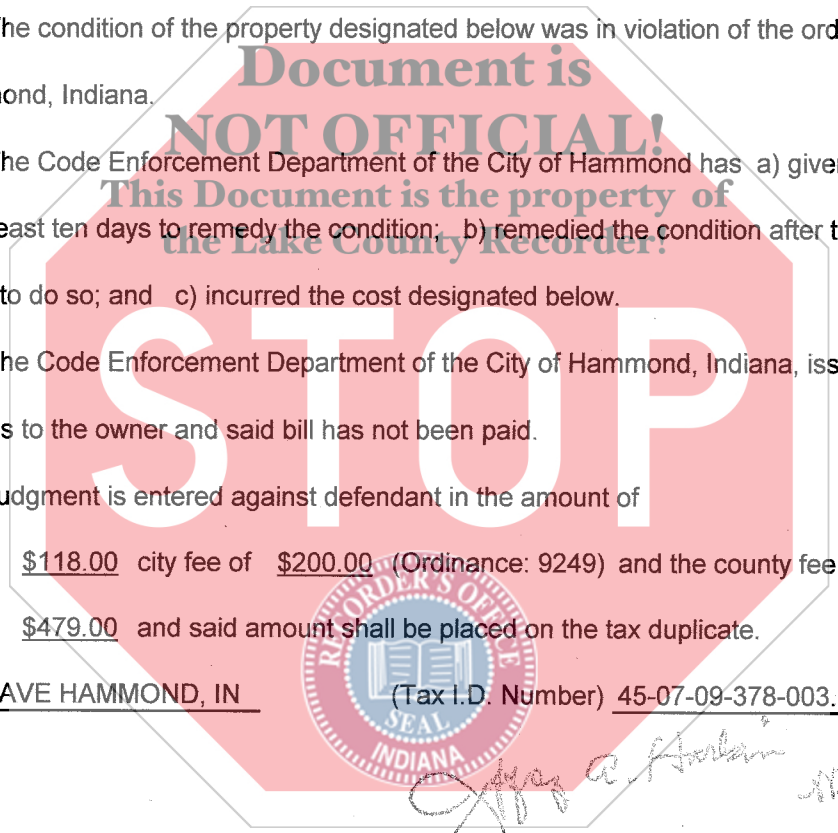 he condition of the property designated below was in violation of the ord
Document is
ond, Indiana.
NOT OFFICIAL!
he Code Enforcement Department of the City of Hammond has a) give
This Document is the property of
east ten days to remedy the condition; b) remedied the condition after t
the Lake County Recorder!
to do so; and c) incurred the cost designated below.
STOP
he Code Enforcement Department of the City of Hammond, Indiana, iss
s to the owner and said bill has not been paid.
udgment is entered against defendant in the amount of
$118.00 city fee of $200.00 (Ordinance: 9249) and the county fee
RECORDER'S OFFICE
$479.00 and said amount shall be placed on the tax duplicate.
AVE HAMMOND, IN (Tax I.D. Number) 45-07-09-378-003.
SEAL
INDIANA